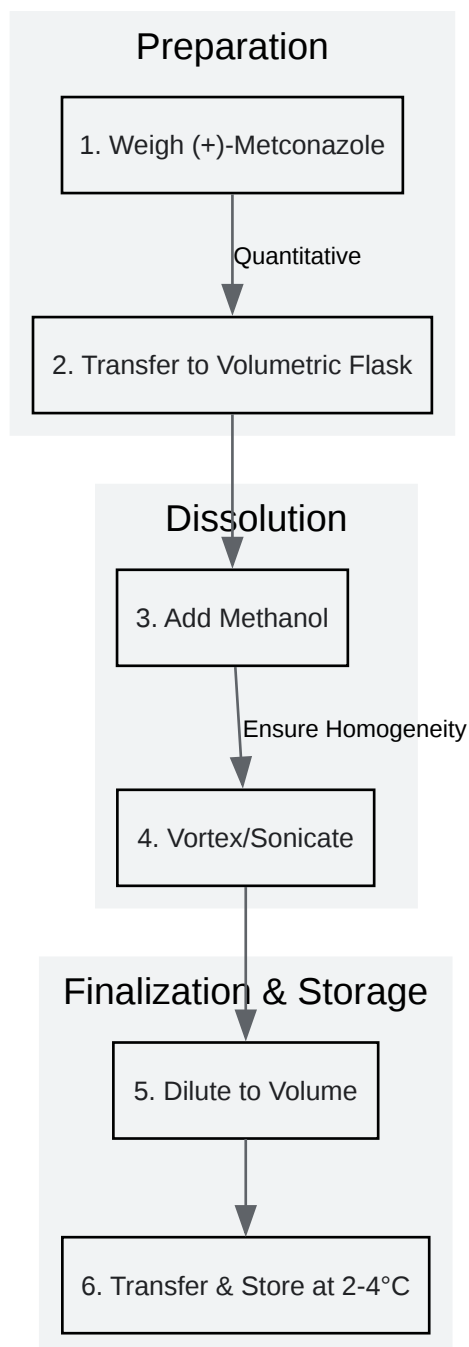 Preparation
1. Weigh (+)-Metconazole
Quantitative
2. Transfer to Volumetric Flask
Dissolution
3. Add Methanol
Ensure Homogeneity
4. Vortex/Sonicate
Finalization & Storage
5. Dilute to Volume
6. Transfer & Store at 2-4°C